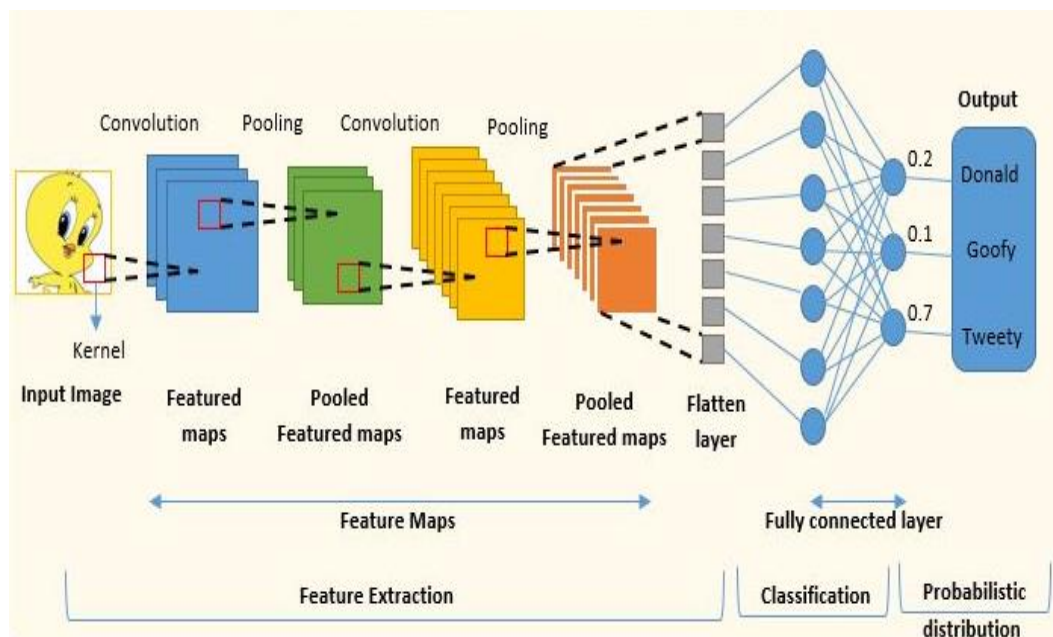 Convolution
Pooling
Convolution
Pooling
Output
0.2
Donald
0.1
Goofy
0.7
Tweety
Kernel
Input Image
Featured
maps
Pooled
Featured maps
Featured
maps
Pooled
Featured maps
Flatten
layer
Feature Maps
Fully connected layer
Feature Extraction
Classification
Probabilistic
distribution